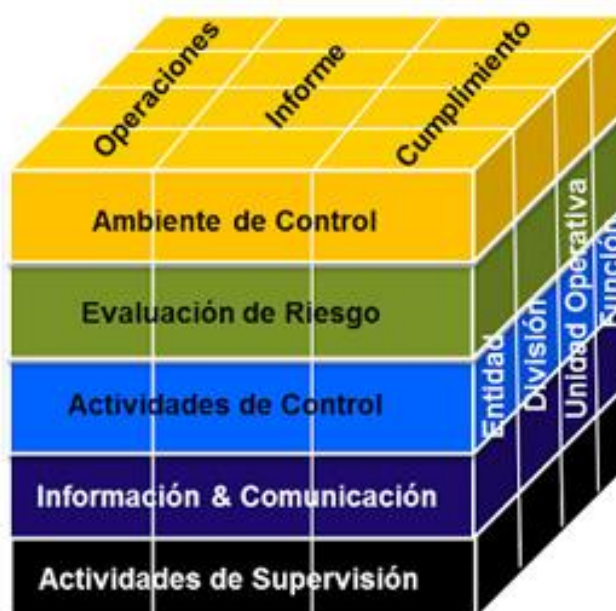 Operaciones
Informe
Cumplimiento
Ambiente de Control
Evaluación de Riesgo
Actividades de Control
Información & Comunicación
Actividades de Supervisión
Entidad
División
Unidad Operativa
Función